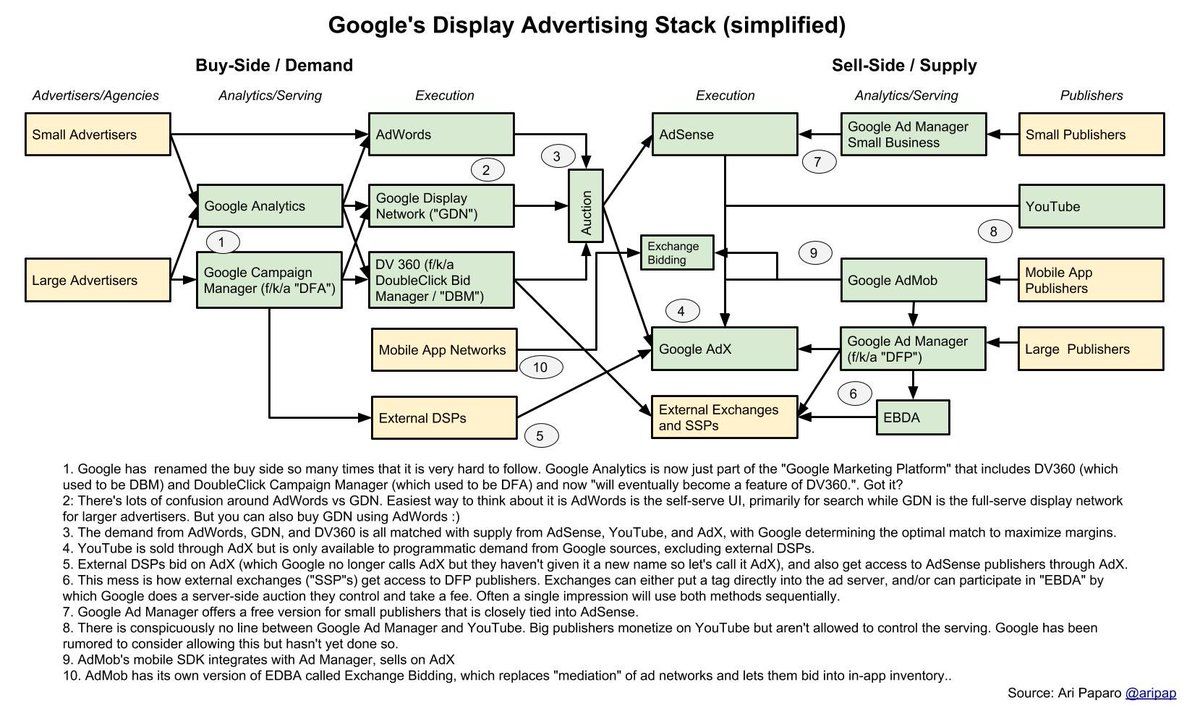 Google's Display Advertising Stack (simplified)
Buy-Side / Demand
Sell-Side / Supply
Advertisers/Agencies
Analytics/Serving
Execution
Execution
Analytics/Serving
Publishers
Small Advertisers
AdWords
3
AdSense
7
Google Ad Manager
Small Business
Small Publishers
2
Google Analytics
Google Display
Network ("GDN")
Auction
YouTube
8
1
Exchange
Bidding
9
Large Advertisers
Google Campaign
Manager (f/k/a "DFA")
DV 360 (f/k/a
DoubleClick Bid
Manager / "DBM")
Google AdMob
Mobile App
Publishers
4
Mobile App Networks
10
Google AdX
Google Ad Manager
(f/k/a "DFP")
Large Publishers
6
External DSPs
5
External Exchanges
and SSPs
EBDA
1. Google has renamed the buy side so many times that it is very hard to follow. Google Analytics is now just part of the "Google Marketing Platform" that includes DV360 (which
used to be DBM) and DoubleClick Campaign Manager (which used to be DFA) and now "will eventually become a feature of DV360.". Got it?
2: There's lots of confusion around AdWords vs GDN. Easiest way to think about it is AdWords is the self-serve UI, primarily for search while GDN is the full-serve display network
for larger advertisers. But you can also buy GDN using AdWords :)
3. The demand from AdWords, GDN, and DV360 is all matched with supply from AdSense, YouTube, and AdX, with Google determining the optimal match to maximize margins.
4. YouTube is sold through AdX but is only available to programmatic demand from Google sources, excluding external DSPs.
5. External DSPs bid on AdX (which Google no longer calls AdX but they haven't given it a new name so let's call it AdX), and also get access to AdSense publishers through AdX.
6. This mess is how external exchanges ("SSP"s) get access to DFP publishers. Exchanges can either put a tag directly into the ad server, and/or can participate in "EBDA" by
which Google does a server-side auction they control and take a fee. Often a single impression will use both methods sequentially.
7. Google Ad Manager offers a free version for small publishers that is closely tied into AdSense.
8. There is conspicuously no line between Google Ad Manager and YouTube. Big publishers monetize on YouTube but aren't allowed to control the serving. Google has been
rumored to consider allowing this but hasn't yet done so.
9. AdMob's mobile SDK integrates with Ad Manager, sells on AdX
10. AdMob has its own version of EDBA called Exchange Bidding, which replaces "mediation" of ad networks and lets them bid into in-app inventory..
Source: Ari Paparo @aripap